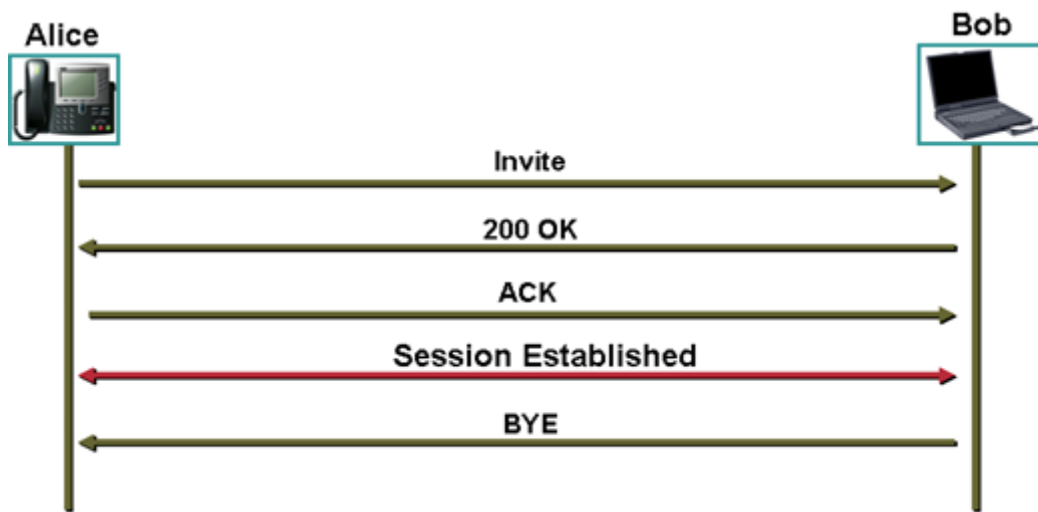 Alice
Bob
Invite
200 OK
ACK
Session Established
BYE